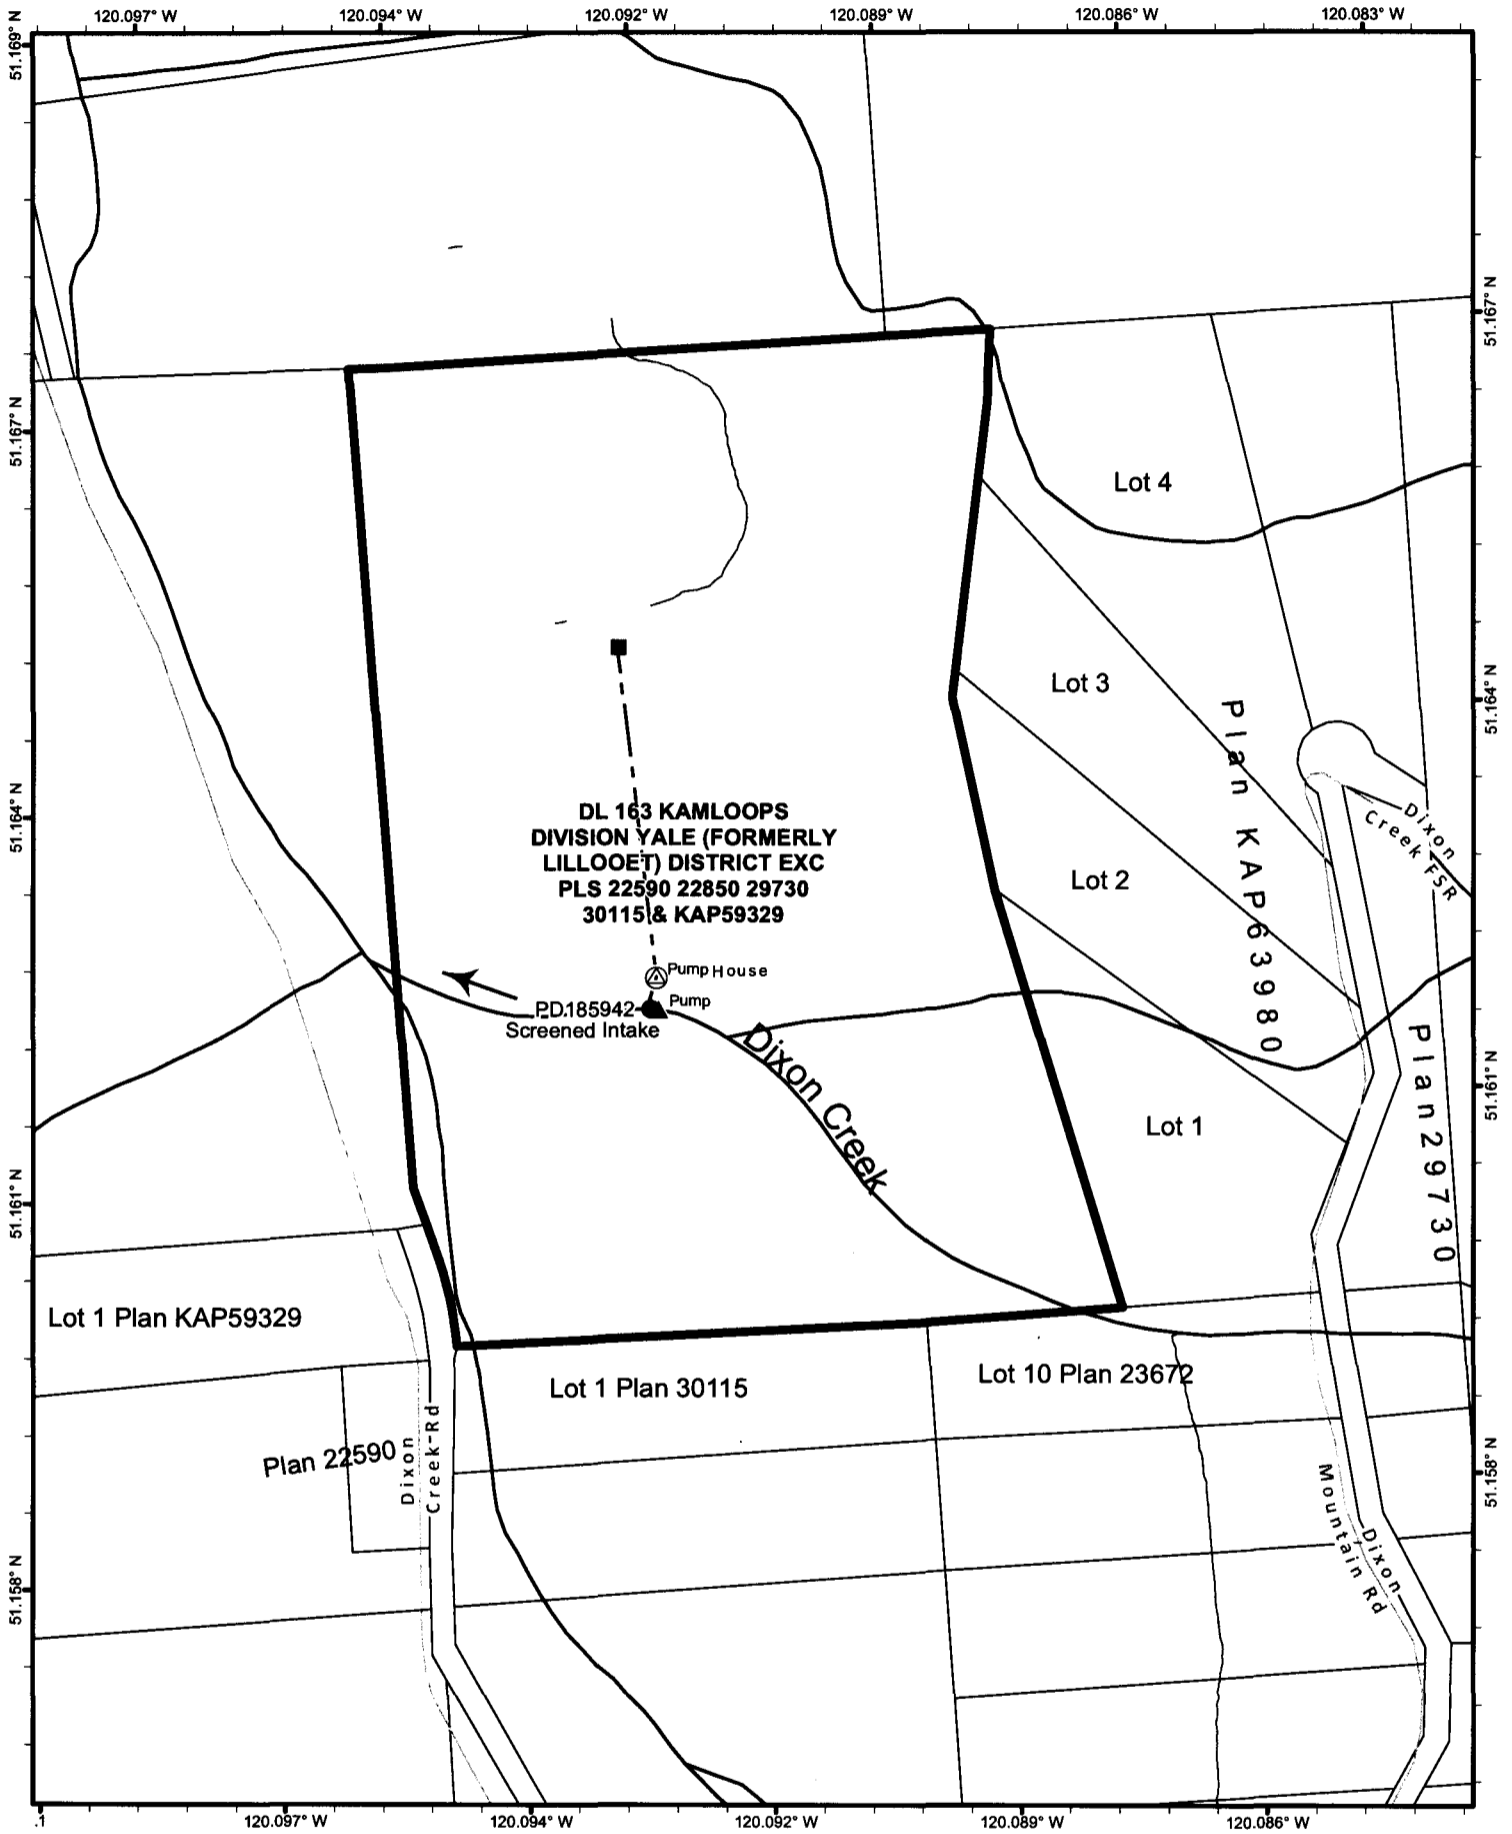 120.097° W
120.094° W
120.092° W
120.089° W
120.086° W
120.083° W
51.169° N
51.167° N
51.167° N
Lot 4
Lot 3
51.164° N
Plan KAP63980
DL 163 KAMLOOPS
DIVISION YALE (FORMERLY
LILLOOET) DISTRICT EXC
PLS 22590 22850 29730
30115 & KAP59329
51.164° N
Dixon
Creek FSR
Lot 2
Pump House
PD185942
Pump
Screened Intake
Dixon Creek
Plan 29730
51.161° N
Lot 1
51.161° N
Lot 1 Plan KAP59329
Lot 1 Plan 30115
Lot 10 Plan 23672
Plan 22590
Dixon
Creek Rd
51.158° N
Dixon
Mountain Rd
51.158° N
.1
120.097° W
120.094° W
120.092° W
120.089° W
120.086° W